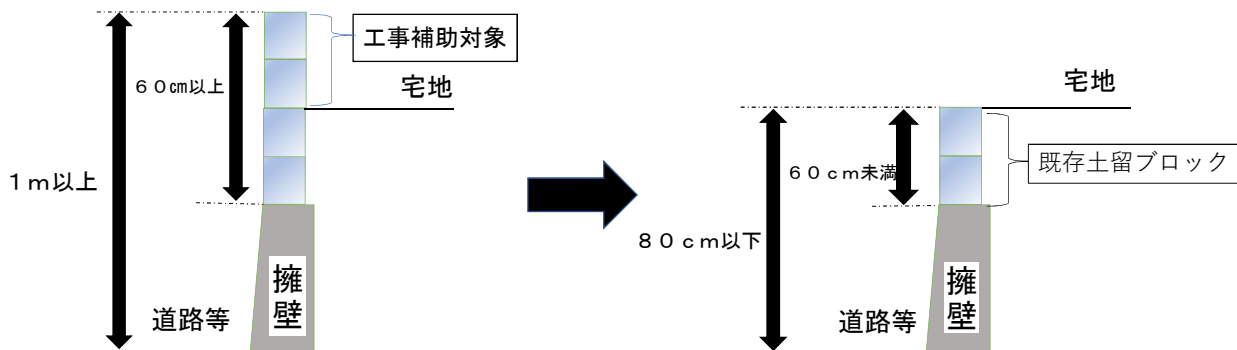 工事補助対象
６０㎝以上
宅地
１ｍ以上
擁壁
道路等
宅地
６０ｃｍ未満
既存土留ブロック
８０ｃｍ以下
擁壁
道路等